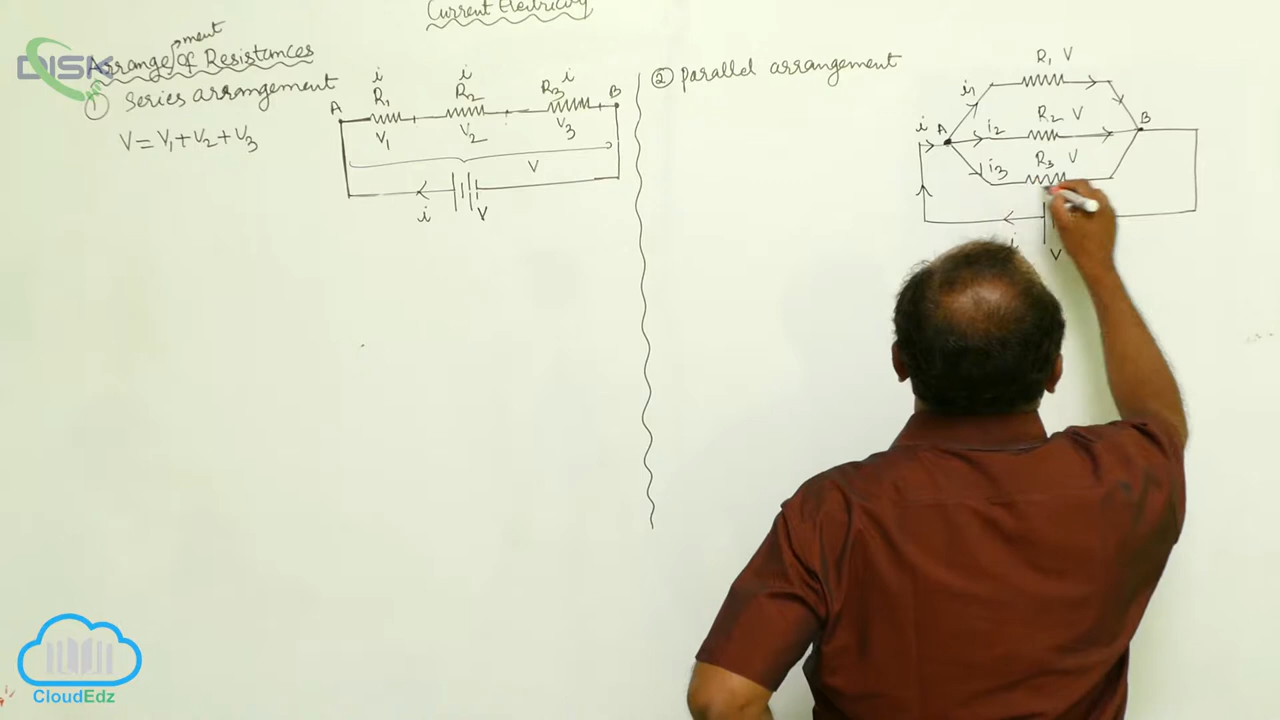 Current Electricity
DISK
Arrangement of Resistances
① Series arrangement
V = V₁ + V₂ + V₃
i i i
A R₁ R₂ R₃ B
V₁ V₂ V₃
V
i V
② parallel arrangement
R₁ V
i₁
i A i₂ R₂ V B
i₃ R₃ V
i V
CloudEdz